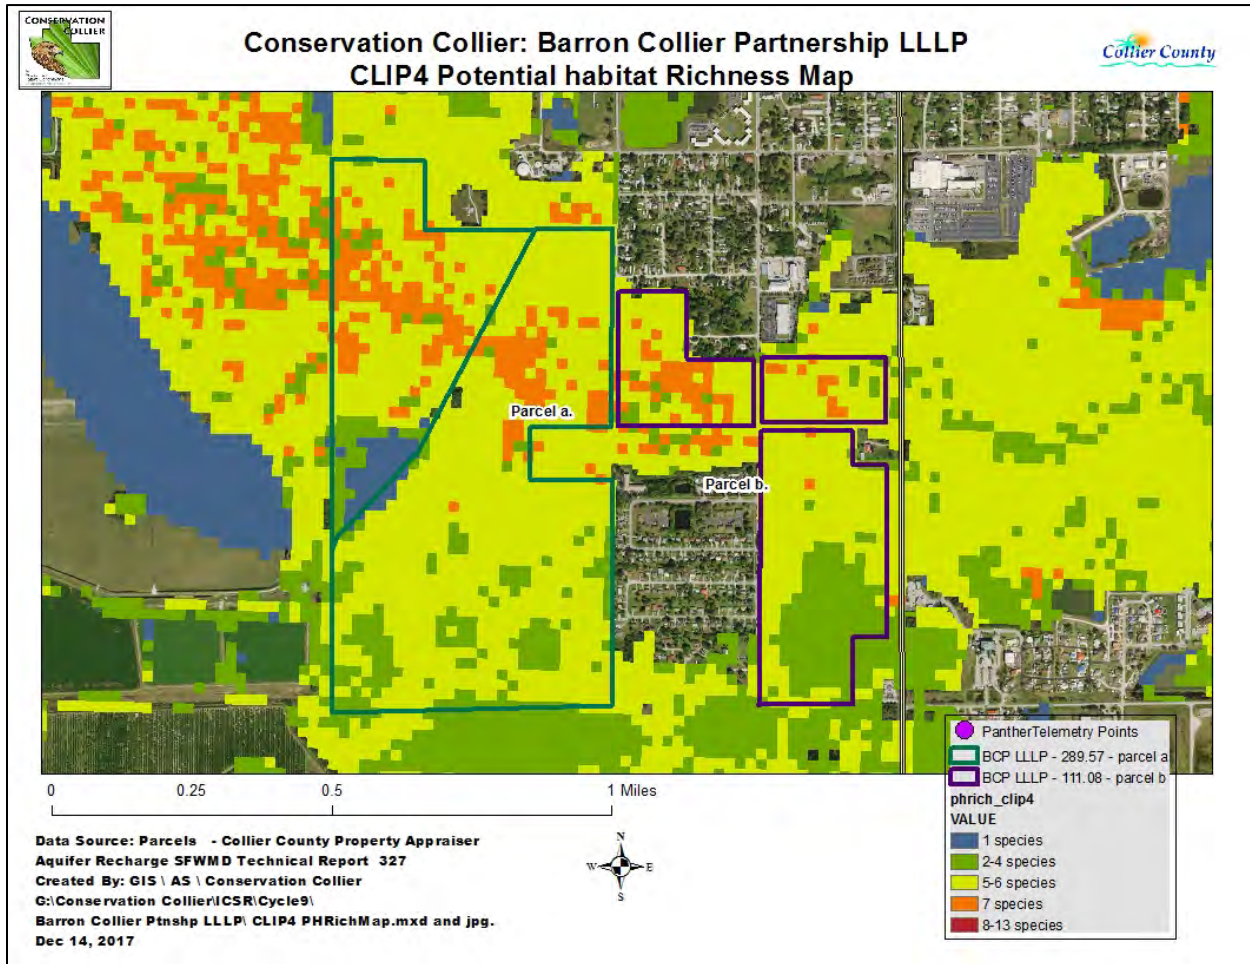 CONSERVATION
COLLIER
Conservation Collier: Barron Collier Partnership LLLP
CLIP4 Potential habitat Richness Map
Collier County
Parcel a.
Parcel b.
PantherTelemetry Points
BCP LLLP - 289.57 - parcel a
BCP LLLP - 111.08 - parcel b
phrich_clip4
VALUE
1 species
2-4 species
5-6 species
7 species
8-13 species
0 0.25 0.5 1 Miles
Data Source: Parcels - Collier County Property Appraiser
Aquifer Recharge SFWMD Technical Report 327
Created By: GIS \ AS \ Conservation Collier
G:\Conservation Collier\ICSR\Cycle9\
Barron Collier Ptnshp LLLP\ CLIP4 PHRichMap.mxd and jpg.
Dec 14, 2017
N
W E
S